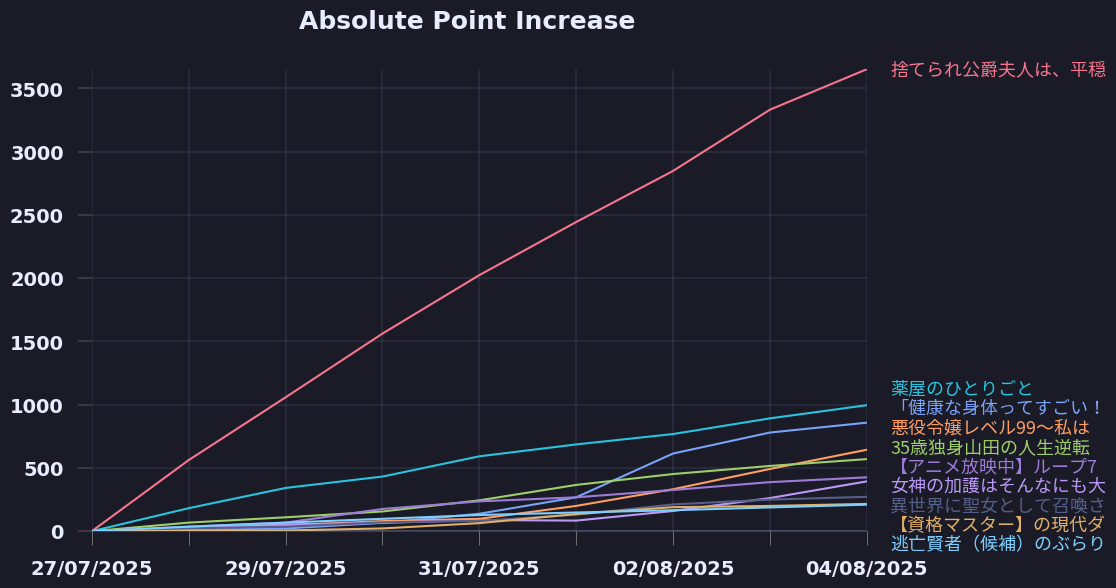 Absolute Point Increase
3500
3000
2500
2000
1500
1000
500
0
27/07/2025
29/07/2025
31/07/2025
02/08/2025
04/08/2025
捨てられ公爵夫人は、平穏
薬屋のひとりごと
「健康な身体ってすごい！
悪役令嬢レベル99～私は
35歳独身山田の人生逆転
【アニメ放映中】ループ7
女神の加護はそんなにも大
異世界に聖女として召喚さ
【資格マスター】の現代ダ
逃亡賢者（候補）のぶらり